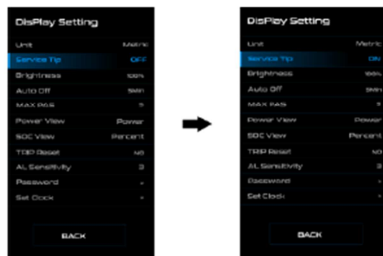 DisPlay Setting
Unit Metric
Service Tip OFF
Brightness 100%
Auto Off 5MIN
MAX PAS 9
Power View Power
SOC View Percent
TRIP Reset NO
AL Sensitivity 3
Password
Set Clock
BACK
DisPlay Setting
Unit Metric
Service Tip ON
Brightness 100%
Auto Off 5MIN
MAX PAS 9
Power View Power
SOC View Percent
TRIP Reset NO
AL Sensitivity 3
Password
Set Clock
BACK